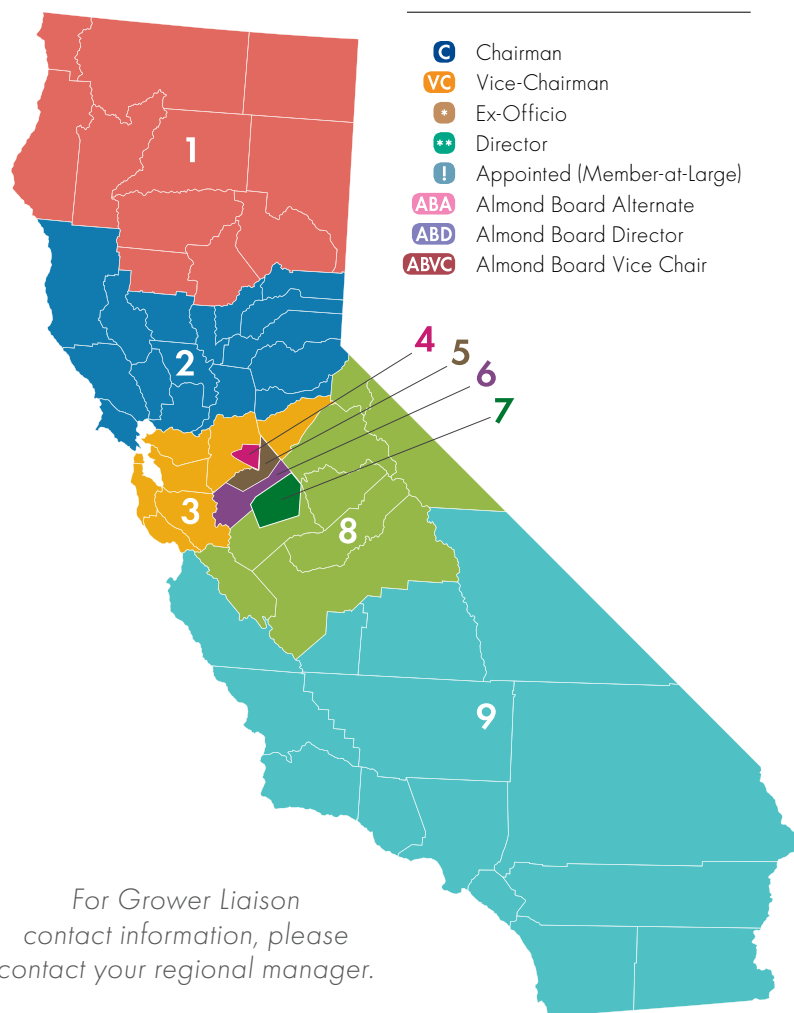 C Chairman
VC Vice-Chairman
* Ex-Officio
** Director
! Appointed (Member-at-Large)
ABA Almond Board Alternate
ABD Almond Board Director
ABVC Almond Board Vice Chair
1
2
3
4
5
6
7
8
9
For Grower Liaison
contact information, please
contact your regional manager.